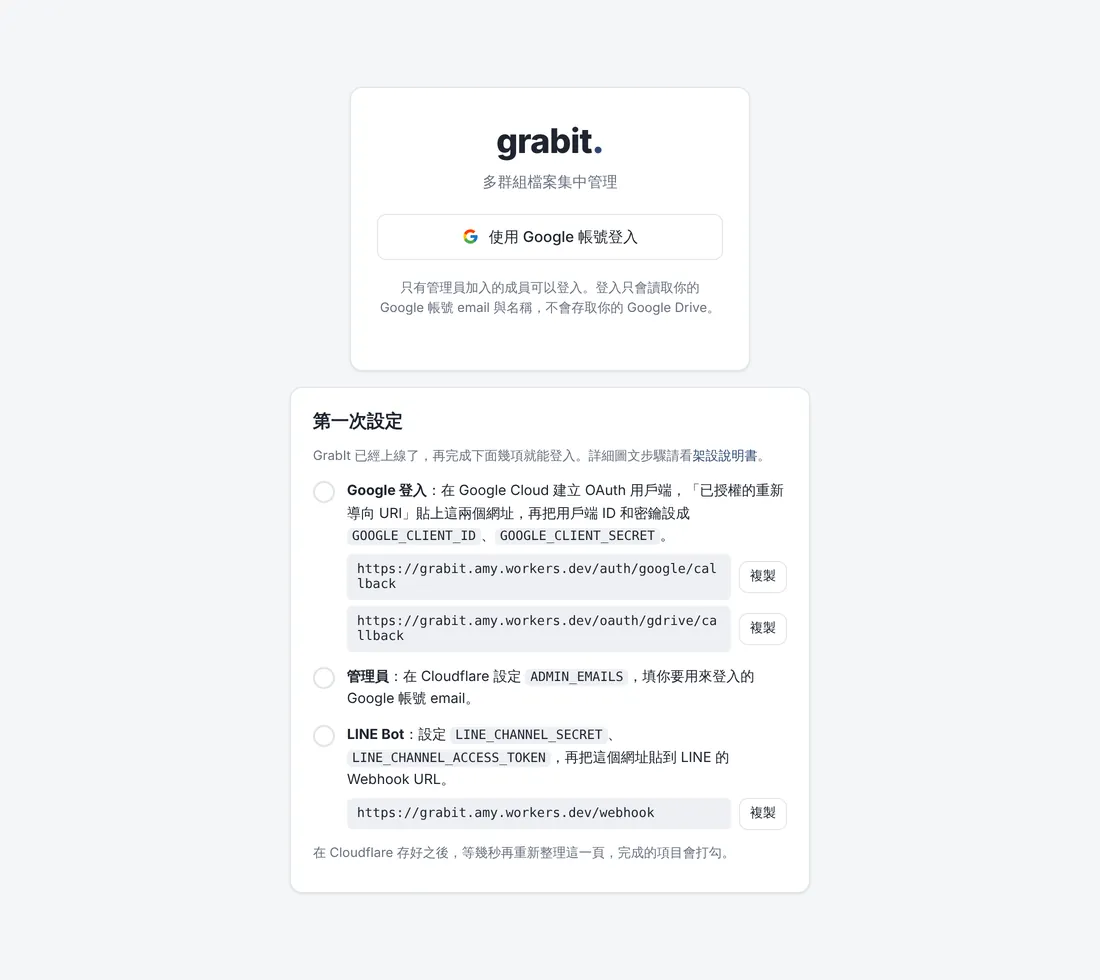 grabit.
多群組檔案集中管理
使用 Google 帳號登入
只有管理員加入的成員可以登入。登入只會讀取你的
Google 帳號 email 與名稱，不會存取你的 Google Drive。
第一次設定
GrabIt 已經上線了，再完成下面幾項就能登入。詳細圖文步驟請看架設說明書。
Google 登入：在 Google Cloud 建立 OAuth 用戶端，「已授權的重新
導向 URI」貼上這兩個網址，再把用戶端 ID 和密鑰設成
GOOGLE_CLIENT_ID、GOOGLE_CLIENT_SECRET。
https://grabit.amy.workers.dev/auth/google/cal
lback
複製
https://grabit.amy.workers.dev/oauth/gdrive/ca
llback
複製
管理員：在 Cloudflare 設定 ADMIN_EMAILS，填你要用來登入的
Google 帳號 email。
LINE Bot：設定 LINE_CHANNEL_SECRET、
LINE_CHANNEL_ACCESS_TOKEN，再把這個網址貼到 LINE 的
Webhook URL。
https://grabit.amy.workers.dev/webhook
複製
在 Cloudflare 存好之後，等幾秒再重新整理這一頁，完成的項目會打勾。